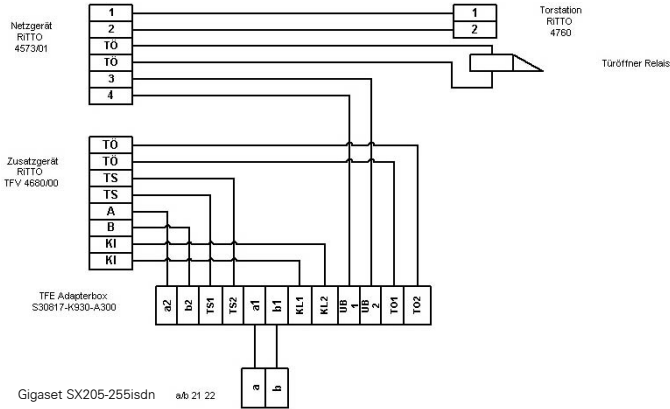 Netzgerät
RiTTO
4573/01
1
2
TÖ
TÖ
3
4
1
2
Torstation
RiTTO
4760
Türöffner Relais
Zusatzgerät
RiTTO
TFV 4680/00
TÖ
TÖ
TS
TS
A
B
KI
KI
TFE Adapterbox
S30817-K930-A300
a2
b2
TS1
TS2
a1
b1
KL1
KL2
UB
1
UB
2
TO1
TO2
a
b
Gigaset SX205-255isdn
a/b 21 22